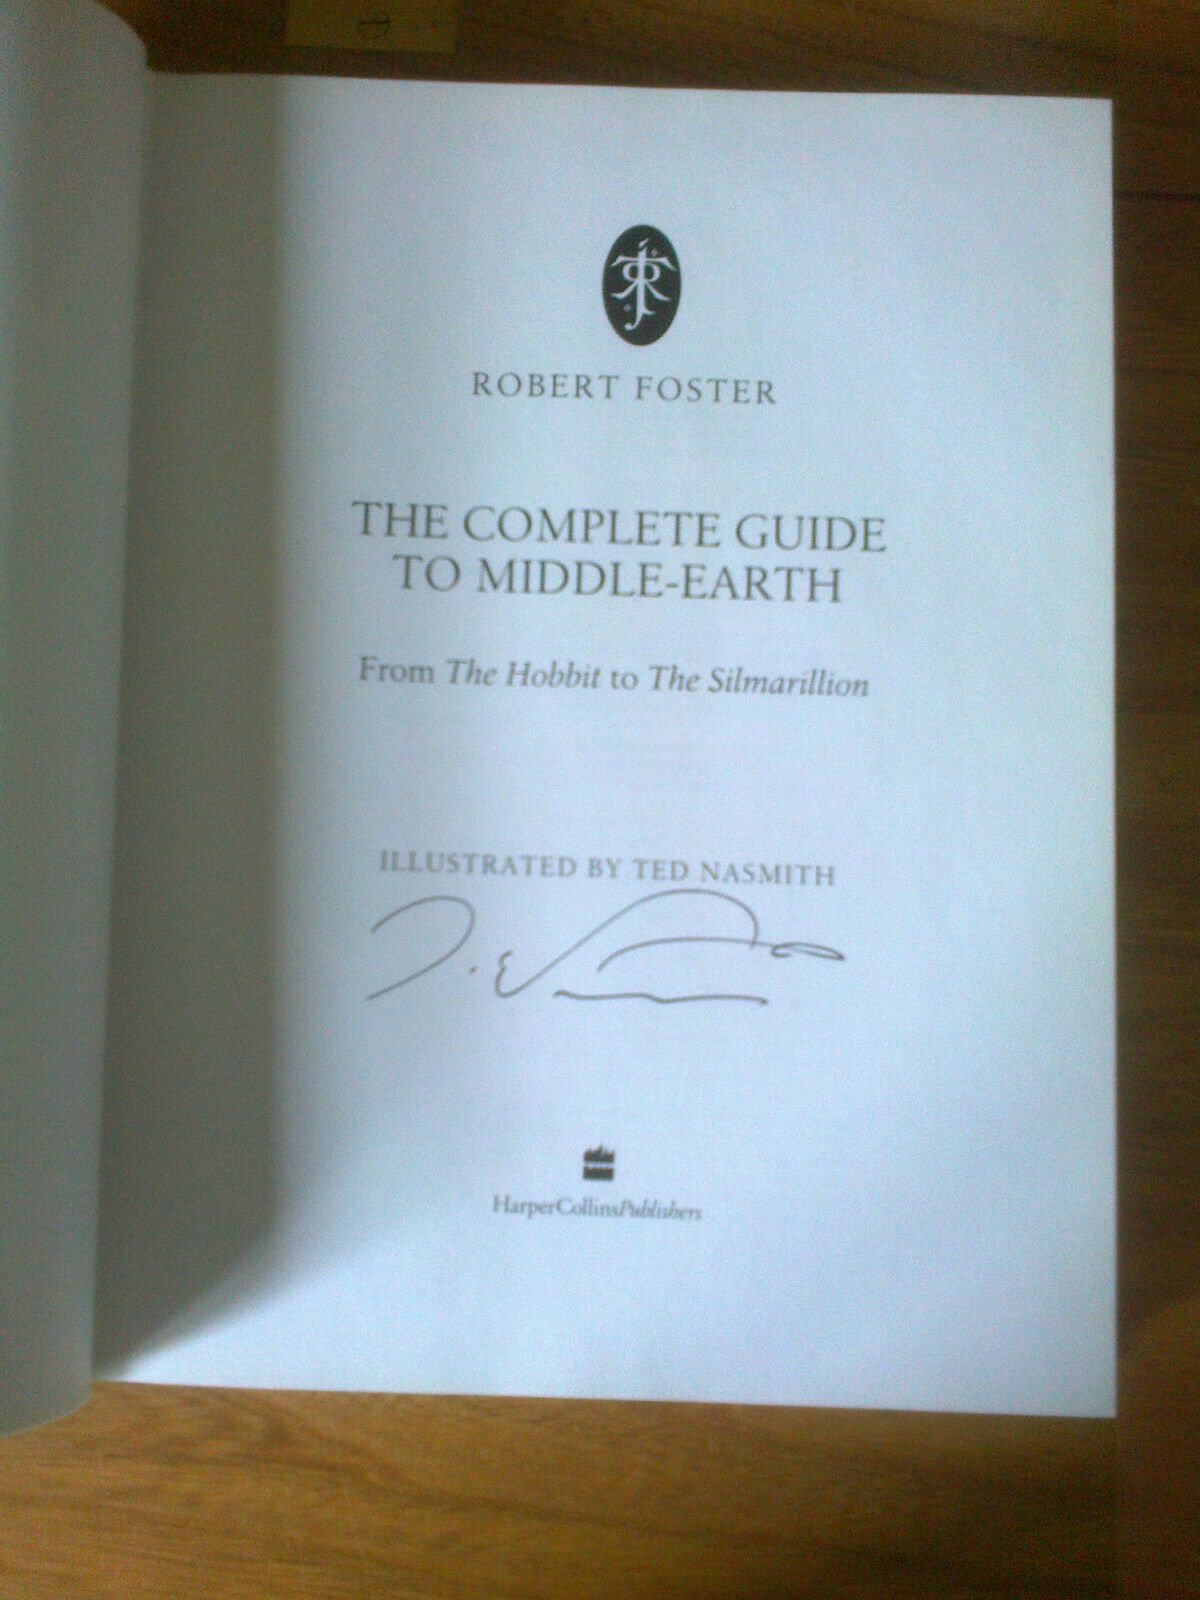 ROBERT FOSTER
THE COMPLETE GUIDE
TO MIDDLE-EARTH
From The Hobbit to The Silmarillion
ILLUSTRATED BY TED NASMITH
HarperCollinsPublishers